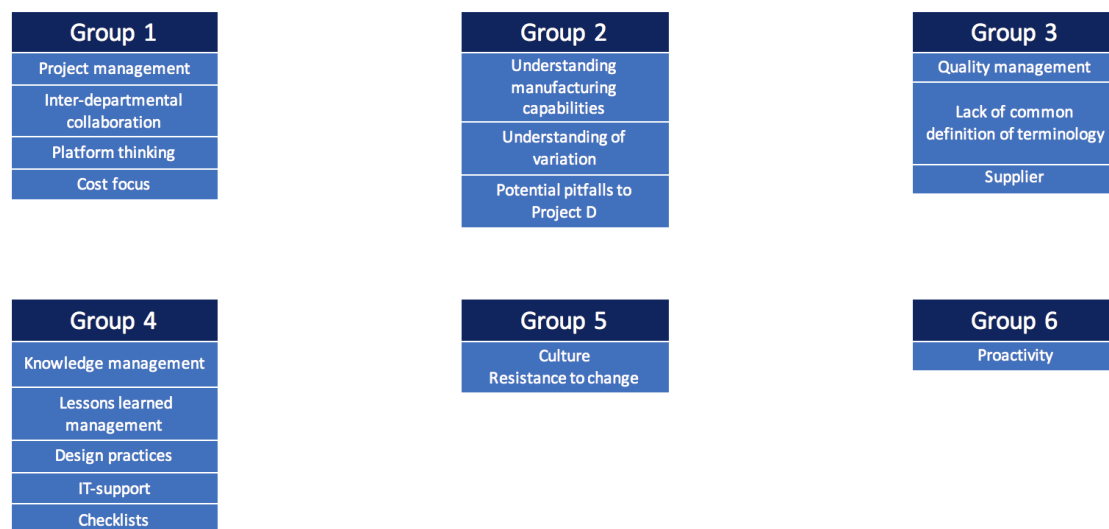 Group 1
Project management
Inter-departmental
collaboration
Platform thinking
Cost focus
Group 2
Understanding
manufacturing
capabilities
Understanding of
variation
Potential pitfalls to
Project D
Group 3
Quality management
Lack of common
definition of terminology
Supplier
Group 4
Knowledge management
Lessons learned
management
Design practices
IT-support
Checklists
Group 5
Culture
Resistance to change
Group 6
Proactivity